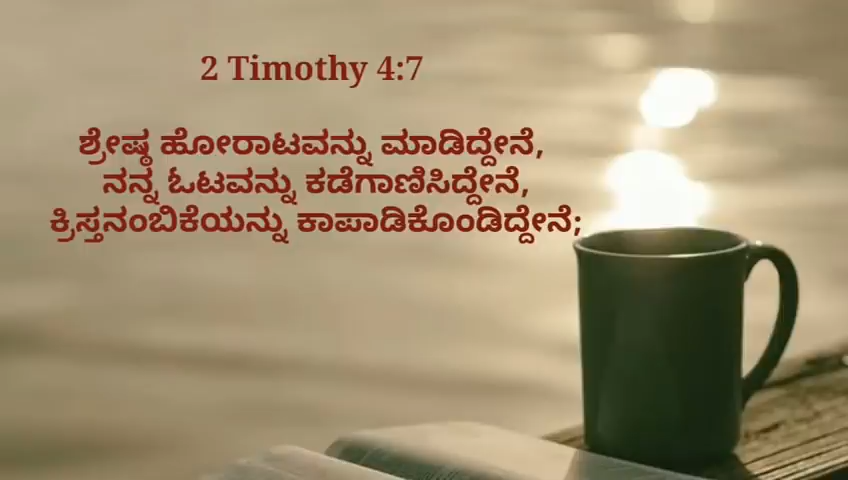 2 Timothy 4:7
ಶ್ರೇಷ್ಠ ಹೋರಾಟವನ್ನು ಮಾಡಿದ್ದೇನೆ,
ನನ್ನ ಓಟವನ್ನು ಕಡೆಗಾಣಿಸಿದ್ದೇನೆ,
ಕ್ರಿಸ್ತನಂಬಿಕೆಯನ್ನು ಕಾಪಾಡಿಕೊಂಡಿದ್ದೇನೆ;